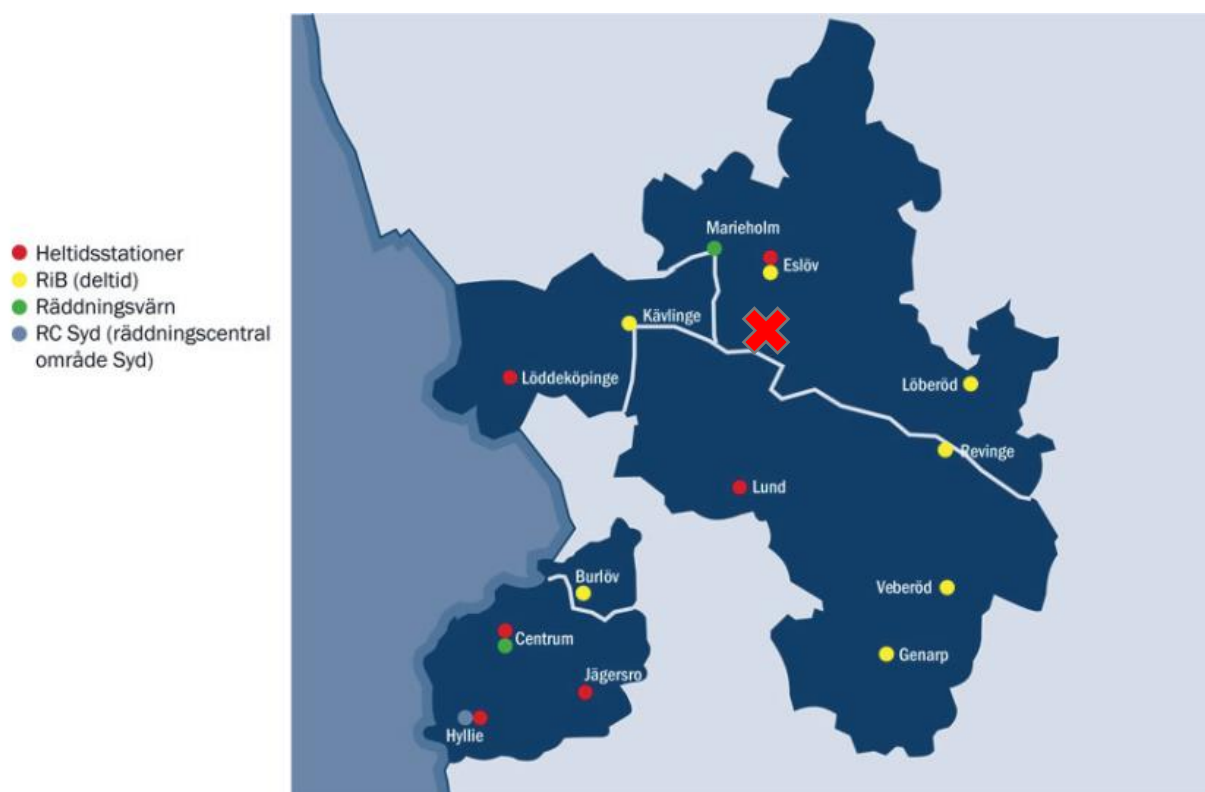 Heltidsstationer
RiB (deltid)
Räddningsvärn
RC Syd (räddningscentral
område Syd)
Marieholm
Eslöv
Kävlinge
Löddeköpinge
Löberöd
Revinge
Lund
Burlöv
Veberöd
Centrum
Genarp
Jägersro
Hyllie